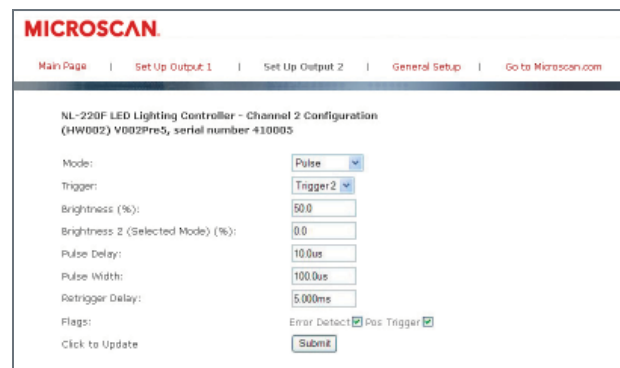 MICROSCAN.
Main Page | Set Up Output 1 | Set Up Output 2 | General Setup | Go to Microscan.com
NL-220F LED Lighting Controller - Channel 2 Configuration
(HW002) V002Pre5, serial number 410005
Mode: Pulse
Trigger: Trigger2
Brightness (%): 50.0
Brightness 2 (Selected Mode) (%): 0.0
Pulse Delay: 10.0us
Pulse Width: 100.0us
Retrigger Delay: 5.000ms
Flags: Error Detect Pos Trigger
Click to Update Submit